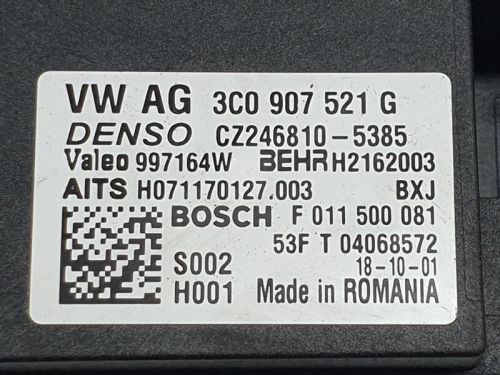 VW AG 3C0 907 521 G
DENSO CZ246810-5385
Valeo 997164W BEHR H2162003
AITS H071170127.003 BXJ
BOSCH F 011 500 081
53F T 04068572
S002 18-10-01
H001 Made in ROMANIA